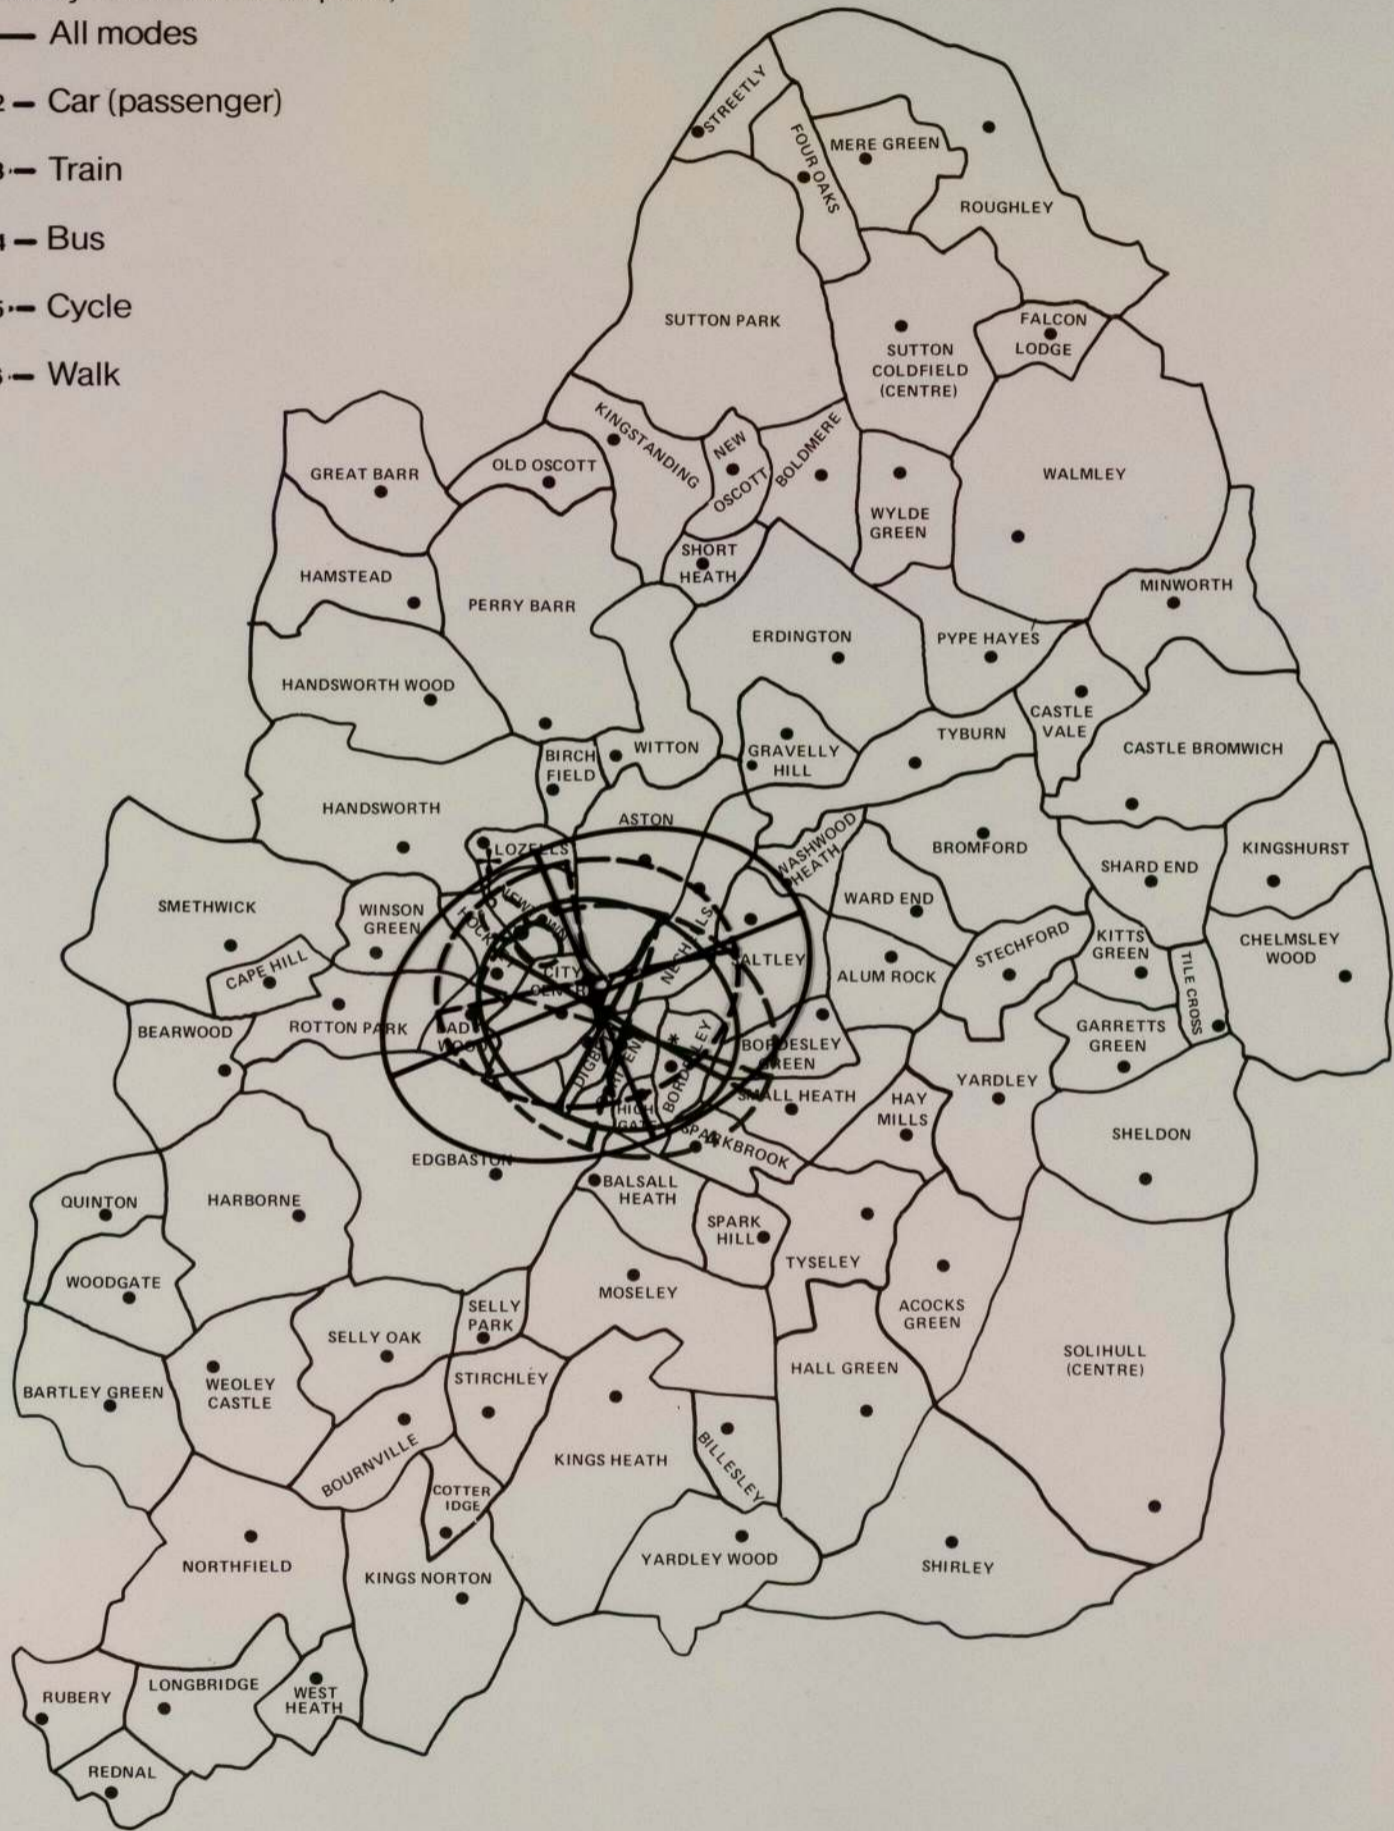 All modes
2 — Car (passenger)
— Train
— Bus
— Cycle
— Walk
STREETLY
FOUR OAKS
MERE GREEN
ROUGHLEY
SUTTON PARK
SUTTON
COLDFIELD
(CENTRE)
FALCON
LODGE
KINGSTANDING
NEW
OSCOTT
BOLDMERE
OLD OSCOTT
GREAT BARR
WYLDE
GREEN
WALMLEY
SHORT
HEATH
HAMSTEAD
PERRY BARR
MINWORTH
ERDINGTON
PYPE HAYES
HANDSWORTH WOOD
CASTLE
VALE
TYBURN
CASTLE BROMWICH
BIRCH
FIELD
WITTON
GRAVELLY
HILL
HANDSWORTH
ASTON
LOZELLS
WASHWOOD
HEATH
BROMFORD
SHARD END
KINGSHURST
SMETHWICK
WINSON
GREEN
WARD END
STECHFORD
KITTS
GREEN
CHELMSLEY
WOOD
CAPE HILL
CITY
ALUM ROCK
TILE CROSS
BEARWOOD
ROTTON PARK
BORDESLEY
GREEN
GARRETTS
GREEN
BORDESLEY
*
YARDLEY
SMALL HEATH
HAY
MILLS
HIGH
GATE
SPARKBROOK
SHELDON
EDGBASTON
BALSALL
HEATH
QUINTON
HARBORNE
SPARK
HILL
TYSELEY
WOODGATE
MOSELEY
SELLY
PARK
SELLY OAK
ACOCKS
GREEN
SOLIHULL
(CENTRE)
HALL GREEN
BARTLEY GREEN
WEOLEY
CASTLE
STIRCHLEY
BOURNVILLE
KINGS HEATH
BILLESLEY
COTTER
IDGE
NORTHFIELD
KINGS NORTON
YARDLEY WOOD
SHIRLEY
RUBERY
LONGBRIDGE
WEST
HEATH
REDNAL